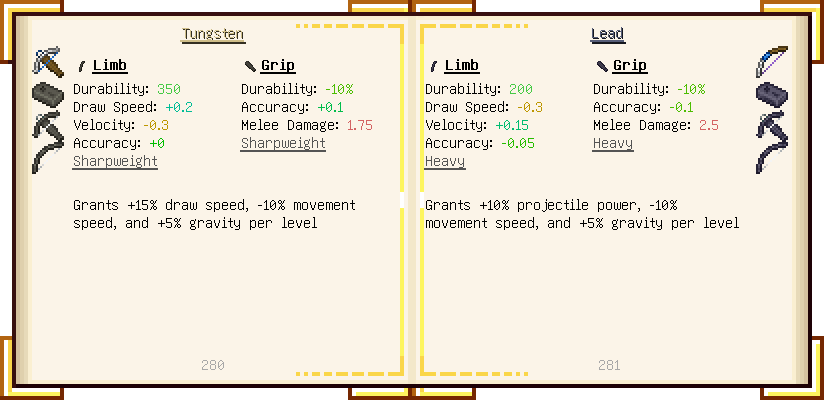 Tungsten
Limb
Durability: 350
Draw Speed: +0.2
Velocity: -0.3
Accuracy: +0
Sharpweight
Grip
Durability: -10%
Accuracy: +0.1
Melee Damage: 1.75
Sharpweight
Grants +15% draw speed, -10% movement
speed, and +5% gravity per level
280
Lead
Limb
Durability: 200
Draw Speed: -0.3
Velocity: +0.15
Accuracy: -0.05
Heavy
Grip
Durability: -10%
Accuracy: -0.1
Melee Damage: 2.5
Heavy
Grants +10% projectile power, -10%
movement speed, and +5% gravity per level
281